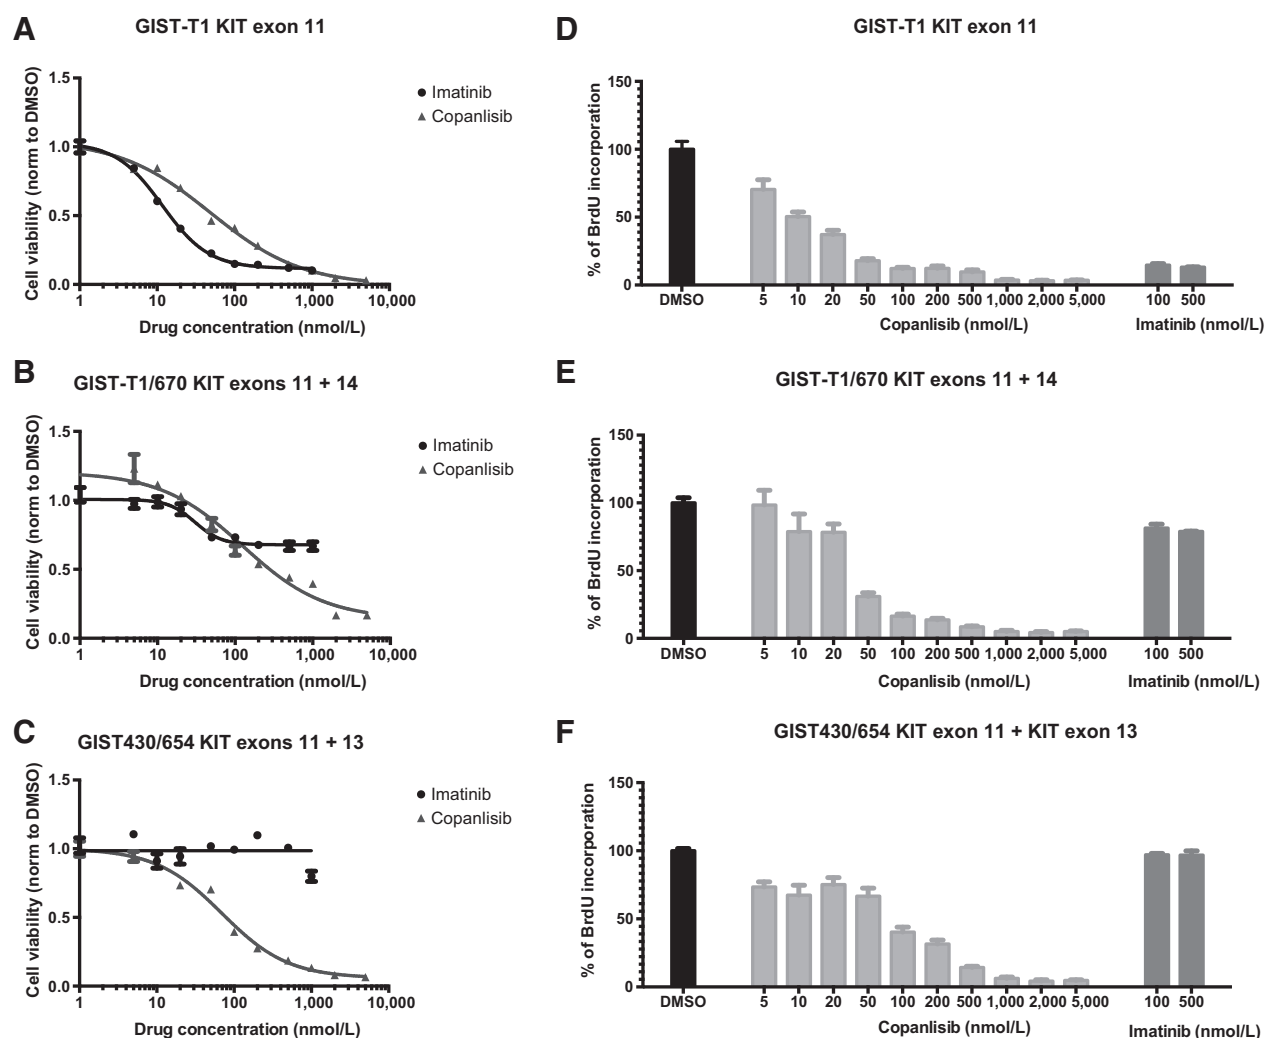 A
GIST-T1 KIT exon 11
Cell viability (norm to DMSO)
1.5
1.0
0.5
0.0
1 10 100 1,000 10,000
Drug concentration (nmol/L)
Imatinib
Copanlisib
D
GIST-T1 KIT exon 11
% of BrdU incorporation
150
100
50
0
DMSO 5 10 20 50 100 200 500 1,000 2,000 5,000 100 500
Copanlisib (nmol/L) Imatinib (nmol/L)
B
GIST-T1/670 KIT exons 11 + 14
Cell viability (norm to DMSO)
1.5
1.0
0.5
0.0
1 10 100 1,000 10,000
Drug concentration (nmol/L)
Imatinib
Copanlisib
E
GIST-T1/670 KIT exons 11 + 14
% of BrdU incorporation
150
100
50
0
DMSO 5 10 20 50 100 200 500 1,000 2,000 5,000 100 500
Copanlisib (nmol/L) Imatinib (nmol/L)
C
GIST430/654 KIT exons 11 + 13
Cell viability (norm to DMSO)
1.5
1.0
0.5
0.0
1 10 100 1,000 10,000
Drug concentration (nmol/L)
Imatinib
Copanlisib
F
GIST430/654 KIT exon 11 + KIT exon 13
% of BrdU incorporation
150
100
50
0
DMSO 5 10 20 50 100 200 500 1,000 2,000 5,000 100 500
Copanlisib (nmol/L) Imatinib (nmol/L)